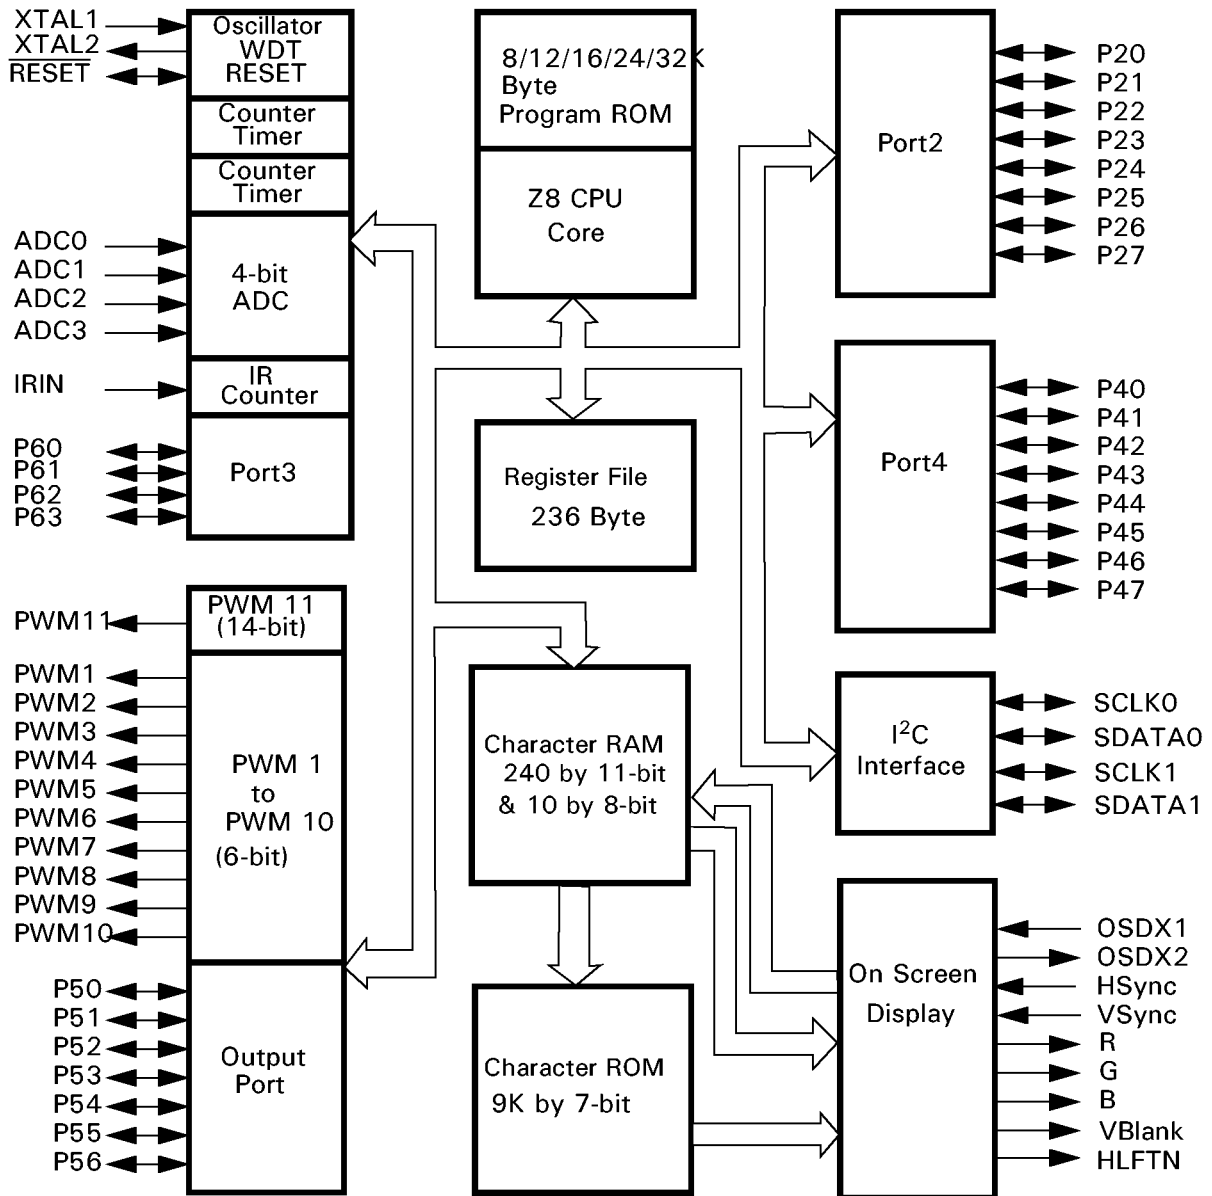 XTAL1
XTAL2
RESET
Oscillator
WDT
RESET
Counter
Timer
Counter
Timer
ADC0
ADC1
ADC2
ADC3
4-bit
ADC
IRIN
IR
Counter
P60
P61
P62
P63
Port3
8/12/16/24/32K
Byte
Program ROM
Z8 CPU
Core
Register File
236 Byte
Port2
P20
P21
P22
P23
P24
P25
P26
P27
Port4
P40
P41
P42
P43
P44
P45
P46
P47
PWM11
PWM 11
(14-bit)
PWM1
PWM2
PWM3
PWM4
PWM5
PWM6
PWM7
PWM8
PWM9
PWM10
PWM 1
to
PWM 10
(6-bit)
P50
P51
P52
P53
P54
P55
P56
Output
Port
Character RAM
240 by 11-bit
& 10 by 8-bit
Character ROM
9K by 7-bit
I²C
Interface
SCLK0
SDATA0
SCLK1
SDATA1
On Screen
Display
OSDX1
OSDX2
HSync
VSync
R
G
B
VBlank
HLFTN